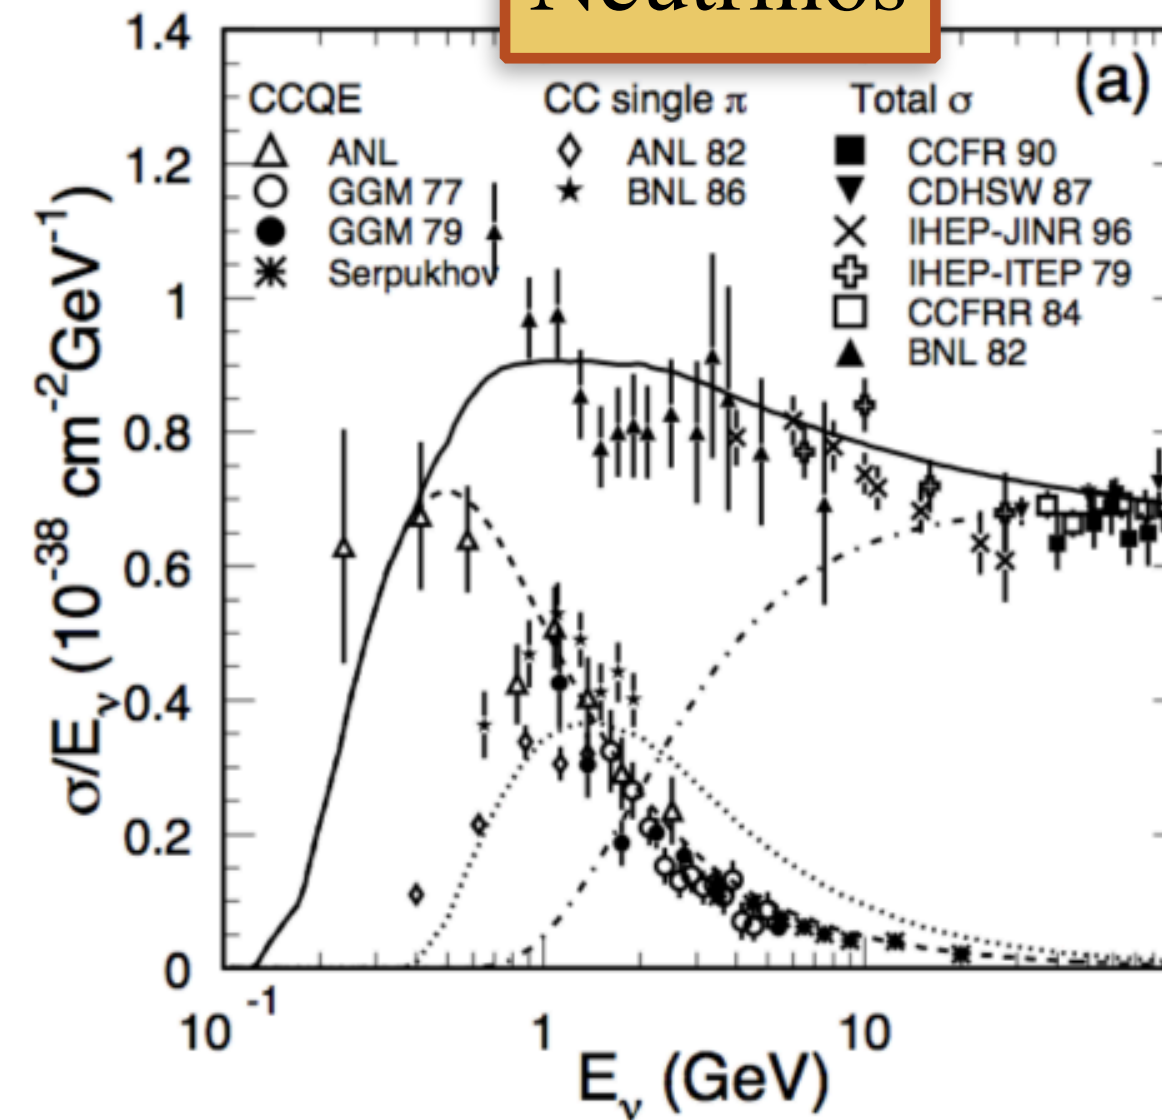 Neutrinos
1.4
(a)
CCQE CC single π Total σ
ANL ANL 82 CCFR 90
1.2
GGM 77 BNL 86 CDHSW 87
GGM 79 IHEP-JINR 96
Serpukhov IHEP-ITEP 79
1
CCFRR 84
BNL 82
0.8
0.6
0.4
0.2
0
σ/Eν (10⁻³⁸ cm⁻²GeV⁻¹)
10⁻¹ 1 10
Eν (GeV)